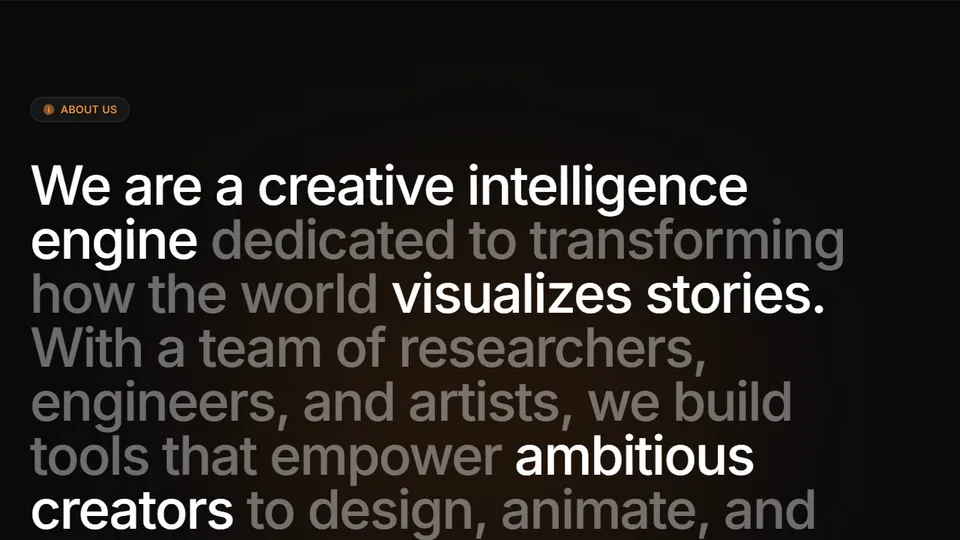 ABOUT US
We are a creative intelligence
engine dedicated to transforming
how the world visualizes stories.
With a team of researchers,
engineers, and artists, we build
tools that empower ambitious
creators to design, animate, and